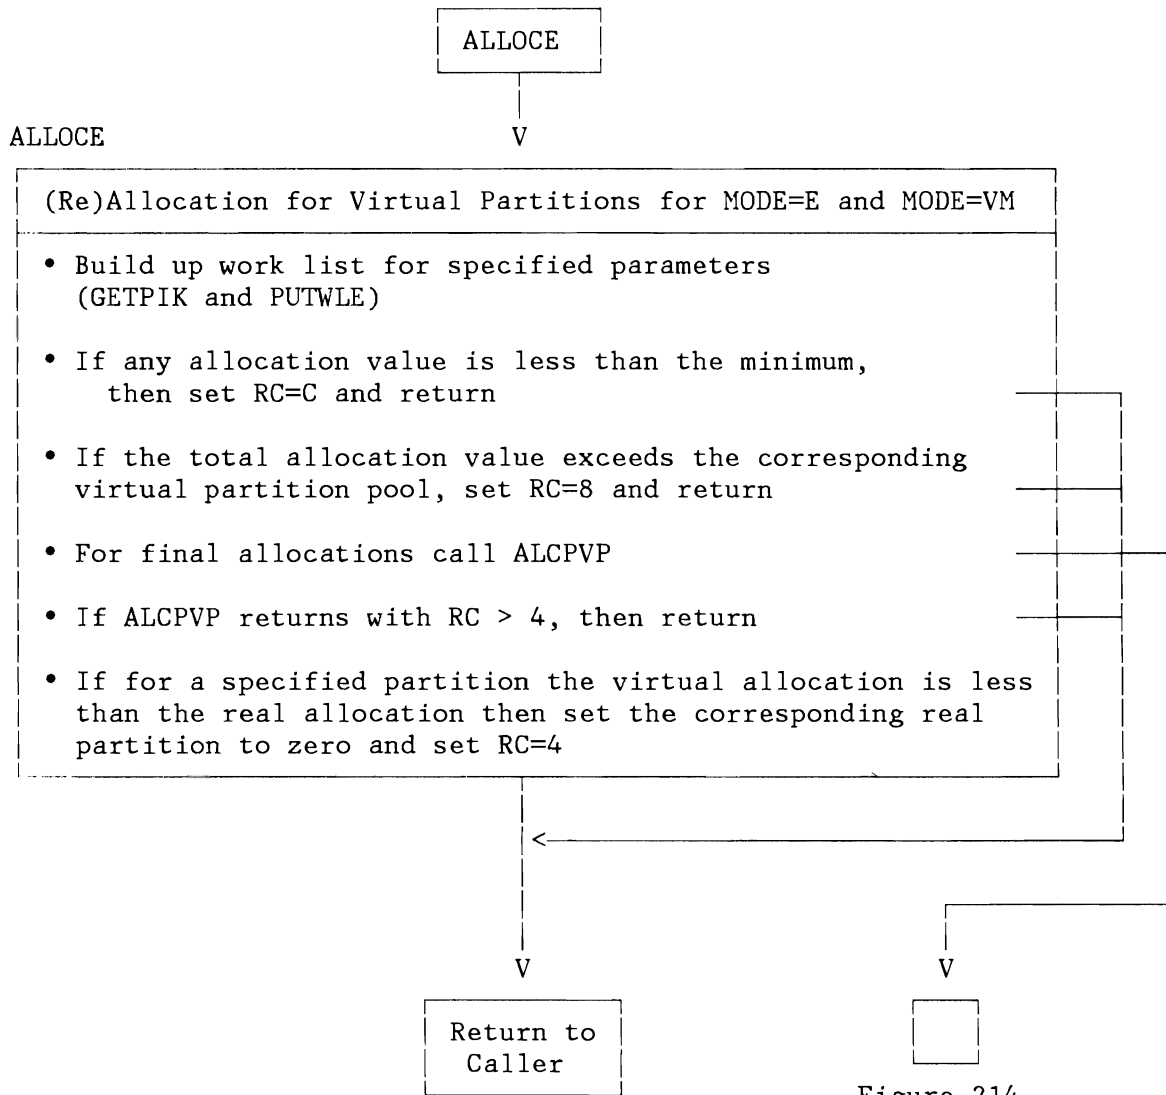 ALLOCE
ALLOCE
V
(Re)Allocation for Virtual Partitions for MODE=E and MODE=VM
• Build up work list for specified parameters
(GETPIK and PUTWLE)
• If any allocation value is less than the minimum,
then set RC=C and return
• If the total allocation value exceeds the corresponding
virtual partition pool, set RC=8 and return
• For final allocations call ALCPVP
• If ALCPVP returns with RC > 4, then return
• If for a specified partition the virtual allocation is less
than the real allocation then set the corresponding real
partition to zero and set RC=4
<
V V
Return to
Caller
Figure 214